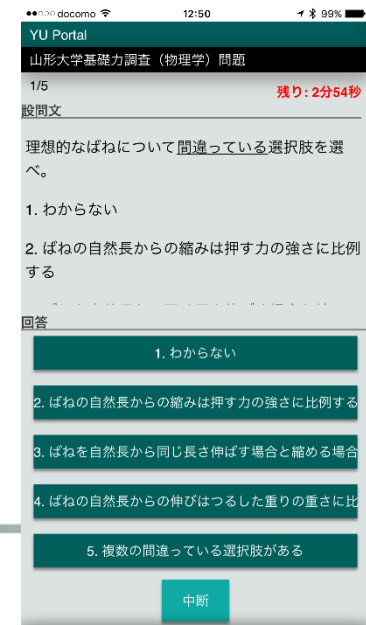 ●●○○○ docomo 12:50 99%
YU Portal
山形大学基礎力調査（物理学）問題
1/5
残り: 2分54秒
設問文
理想的なばねについて間違っている選択肢を選
べ。
1. わからない
2. ばねの自然長からの縮みは押す力の強さに比例
する
回答
1. わからない
2. ばねの自然長からの縮みは押す力の強さに比例する
3. ばねを自然長から同じ長さ伸ばす場合と縮める場合
4. ばねの自然長からの伸びはつるした重りの重さに比
5. 複数の間違っている選択肢がある
中断